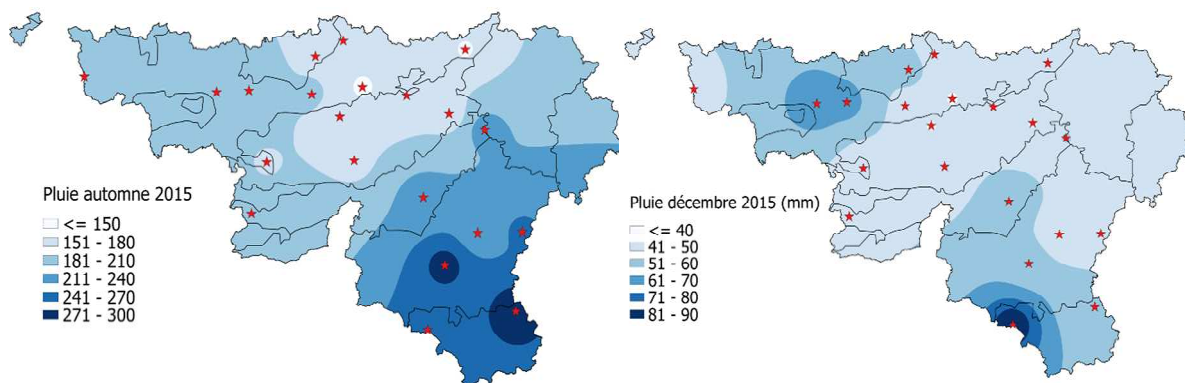 Pluie automne 2015
<= 150
151 - 180
181 - 210
211 - 240
241 - 270
271 - 300
Pluie décembre 2015 (mm)
<= 40
41 - 50
51 - 60
61 - 70
71 - 80
81 - 90